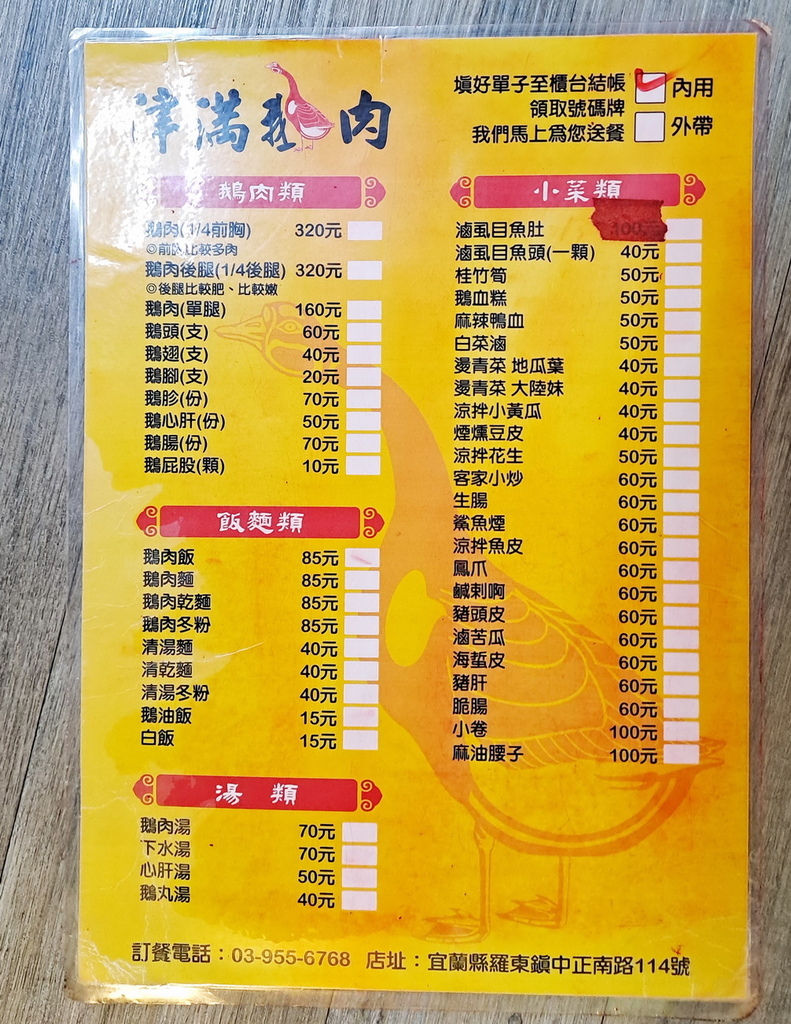 津滿鵝肉
填好單子至櫃台結帳
領取號碼牌
我們馬上為您送餐
內用
外帶
鵝肉類
鵝肉(1/4前胸) 320元
◎前胸比較多肉
鵝肉後腿(1/4後腿) 320元
◎後腿比較肥、比較嫩
鵝肉(單腿) 160元
鵝頭(支) 60元
鵝翅(支) 40元
鵝腳(支) 20元
鵝胗(份) 70元
鵝心肝(份) 50元
鵝腸(份) 70元
鵝屁股(顆) 10元
飯麵類
鵝肉飯 85元
鵝肉麵 85元
鵝肉乾麵 85元
鵝肉冬粉 85元
清湯麵 40元
清乾麵 40元
清湯冬粉 40元
鵝油飯 15元
白飯 15元
湯 類
鵝肉湯 70元
下水湯 70元
心肝湯 50元
鵝丸湯 40元
小菜類
滷虱目魚肚
滷虱目魚頭(一顆) 40元
桂竹筍 50元
鵝血糕 50元
麻辣鴨血 50元
白菜滷 50元
燙青菜 地瓜葉 40元
燙青菜 大陸妹 40元
涼拌小黃瓜 40元
煙燻豆皮 40元
涼拌花生 50元
客家小炒 60元
生腸 60元
鯊魚煙 60元
涼拌魚皮 60元
鳳爪 60元
鹹刺啊 60元
豬頭皮 60元
滷苦瓜 60元
海蜇皮 60元
豬肝 60元
脆腸 60元
小卷 100元
麻油腰子 100元
訂餐電話：03-955-6768 店址：宜蘭縣羅東鎮中正南路114號